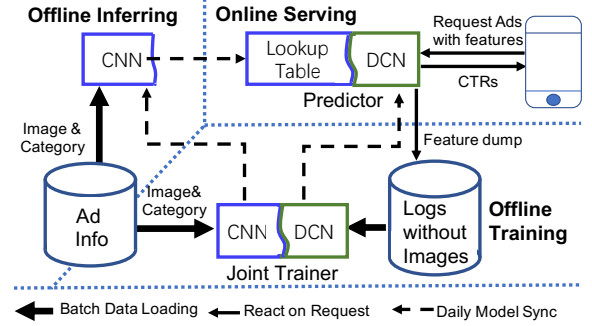 Offline Inferring
Online Serving
CNN
Lookup
Table
DCN
Request Ads
with features
CTRs
Predictor
Image &
Category
Feature dump
Image&
Category
Ad
Info
CNN
DCN
Logs
without
Images
Offline
Training
Joint Trainer
Batch Data Loading
React on Request
Daily Model Sync